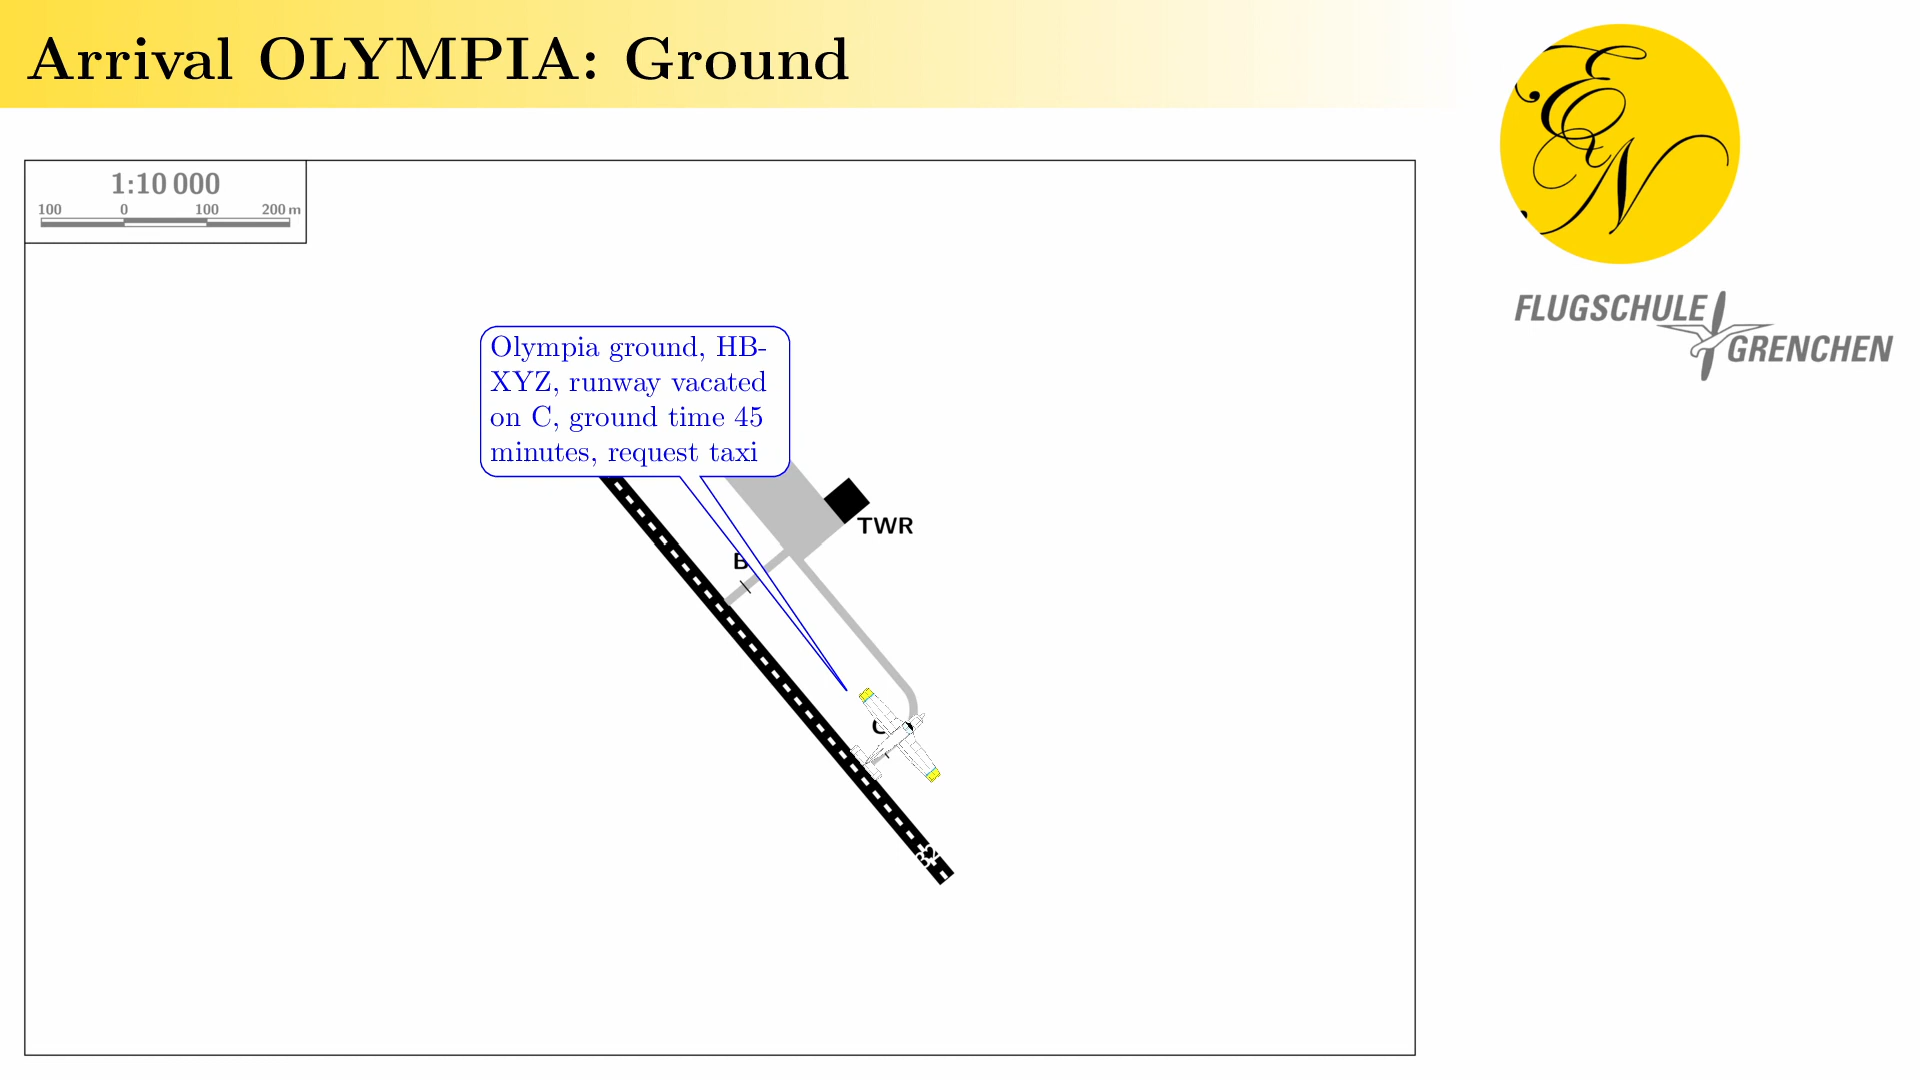 Arrival OLYMPIA: Ground
1:10 000
100 0 100 200 m
Olympia ground, HB-
XYZ, runway vacated
on C, ground time 45
minutes, request taxi
TWR
B
C
EN
FLUGSCHULE
GRENCHEN